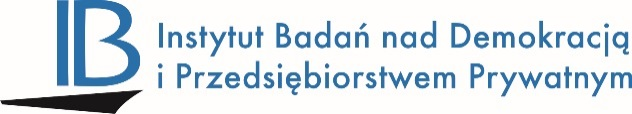 IB
Instytut Badań nad Demokracją
i Przedsiębiorstwem Prywatnym